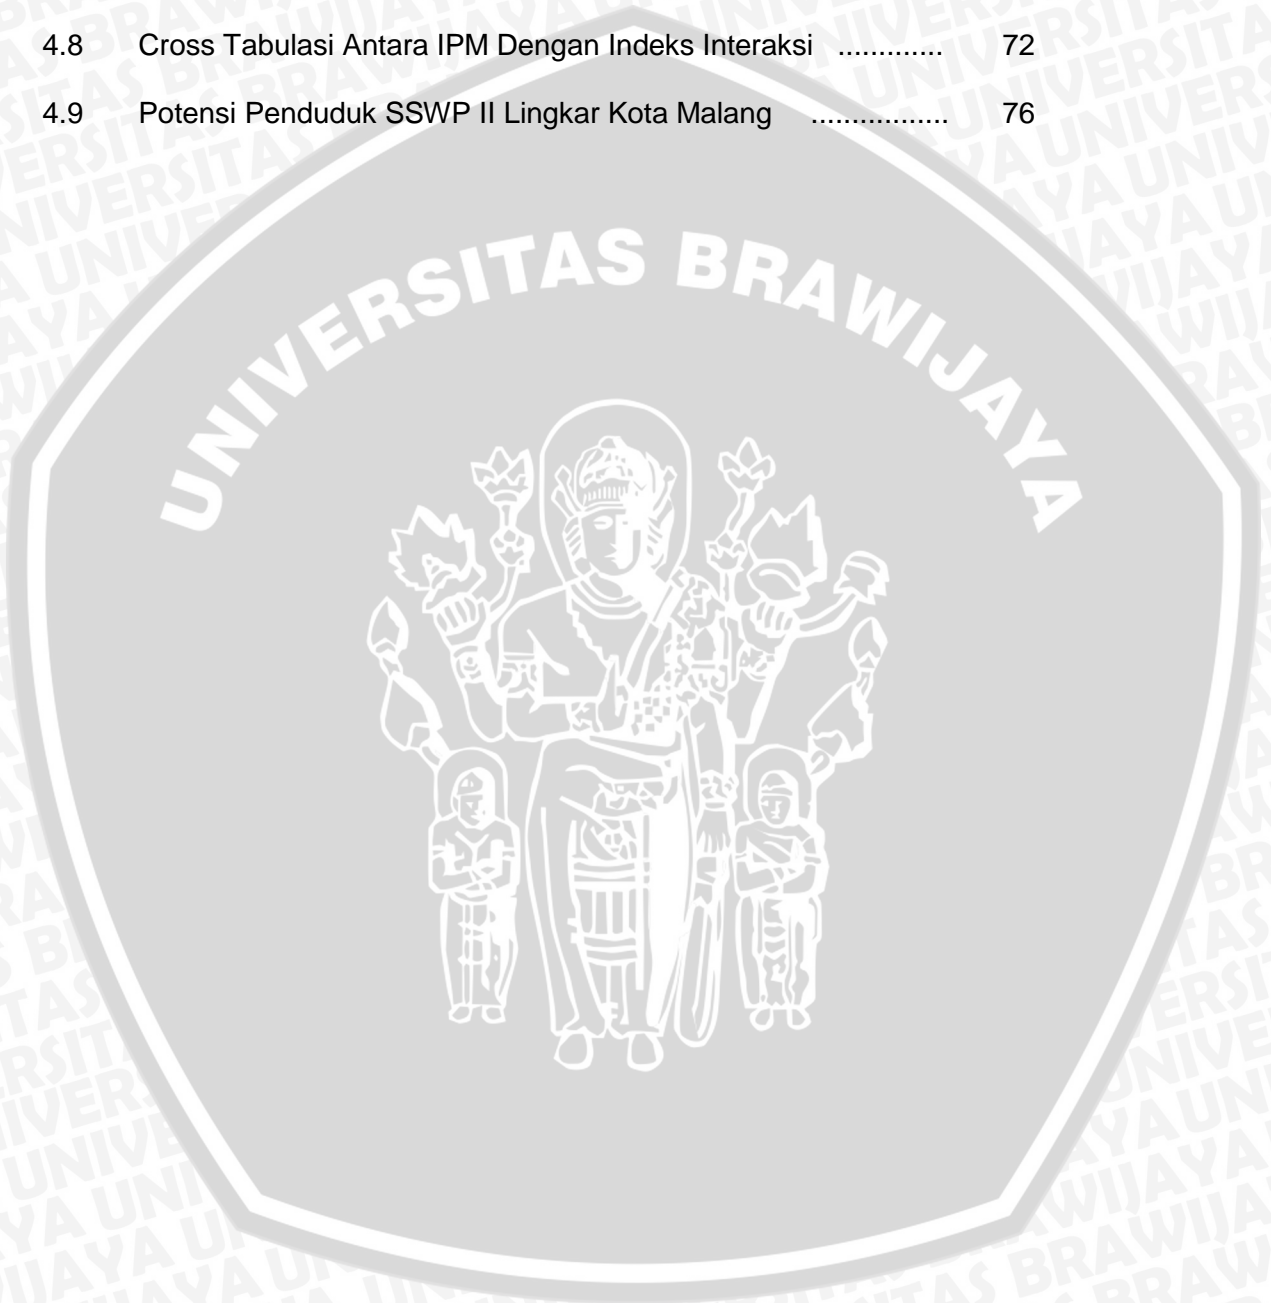 4.8 Cross Tabulasi Antara IPM Dengan Indeks Interaksi ............. 72
4.9 Potensi Penduduk SSWP II Lingkar Kota Malang ................. 76
UNIVERSITAS BRAWIJAYA